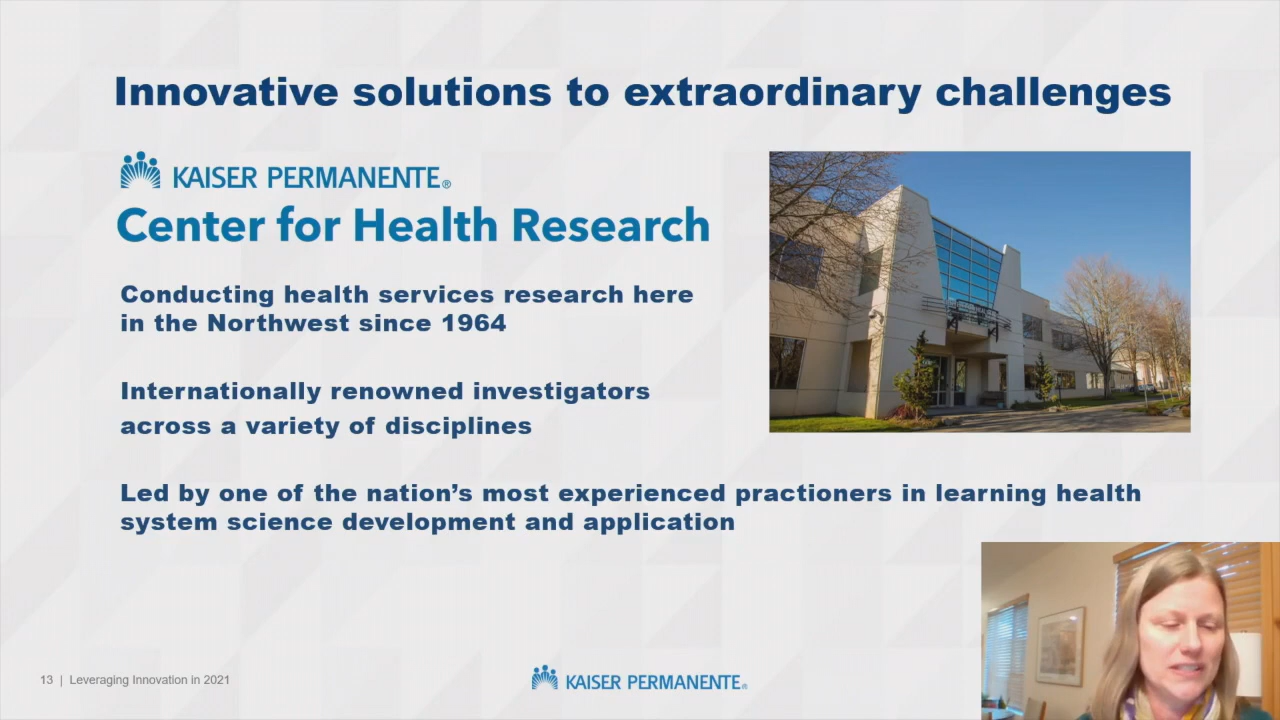 Innovative solutions to extraordinary challenges
KAISER PERMANENTE®
Center for Health Research
Conducting health services research here
in the Northwest since 1964
Internationally renowned investigators
across a variety of disciplines
Led by one of the nation’s most experienced practioners in learning health
system science development and application
13 | Leveraging Innovation in 2021
KAISER PERMANENTE®